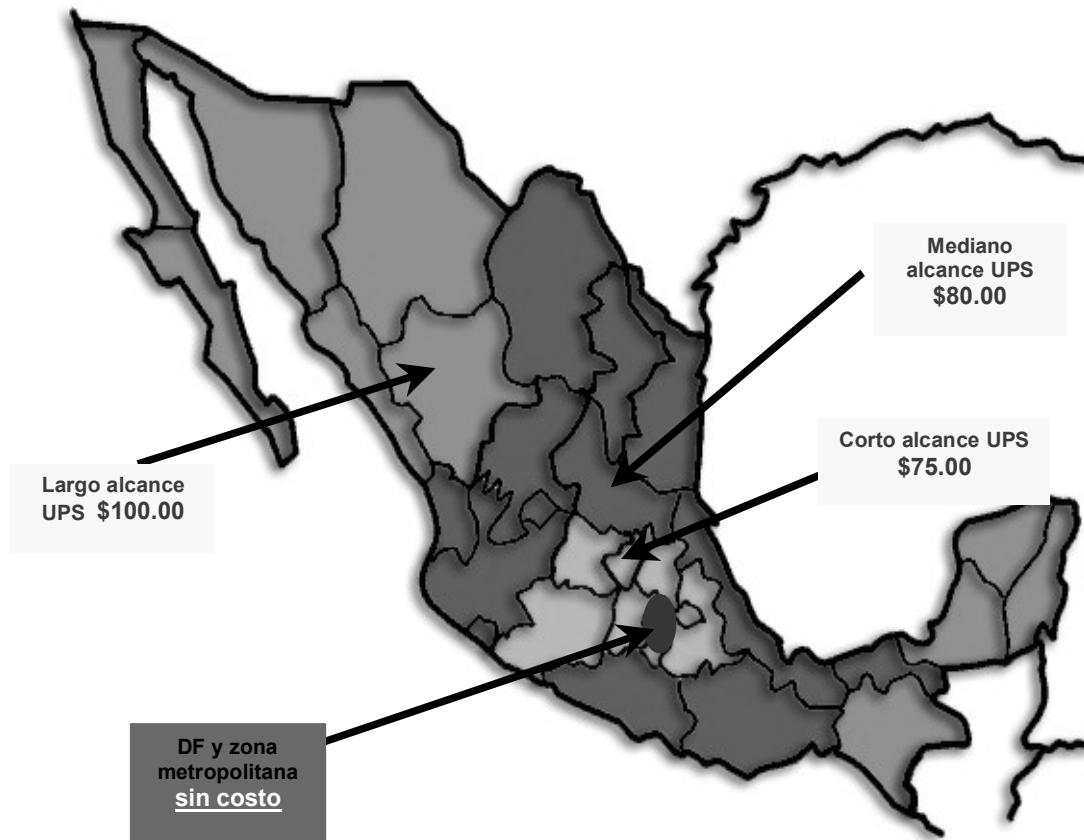 Mediano
alcance UPS
$80.00
Corto alcance UPS
$75.00
Largo alcance
UPS $100.00
DF y zona
metropolitana
sin costo